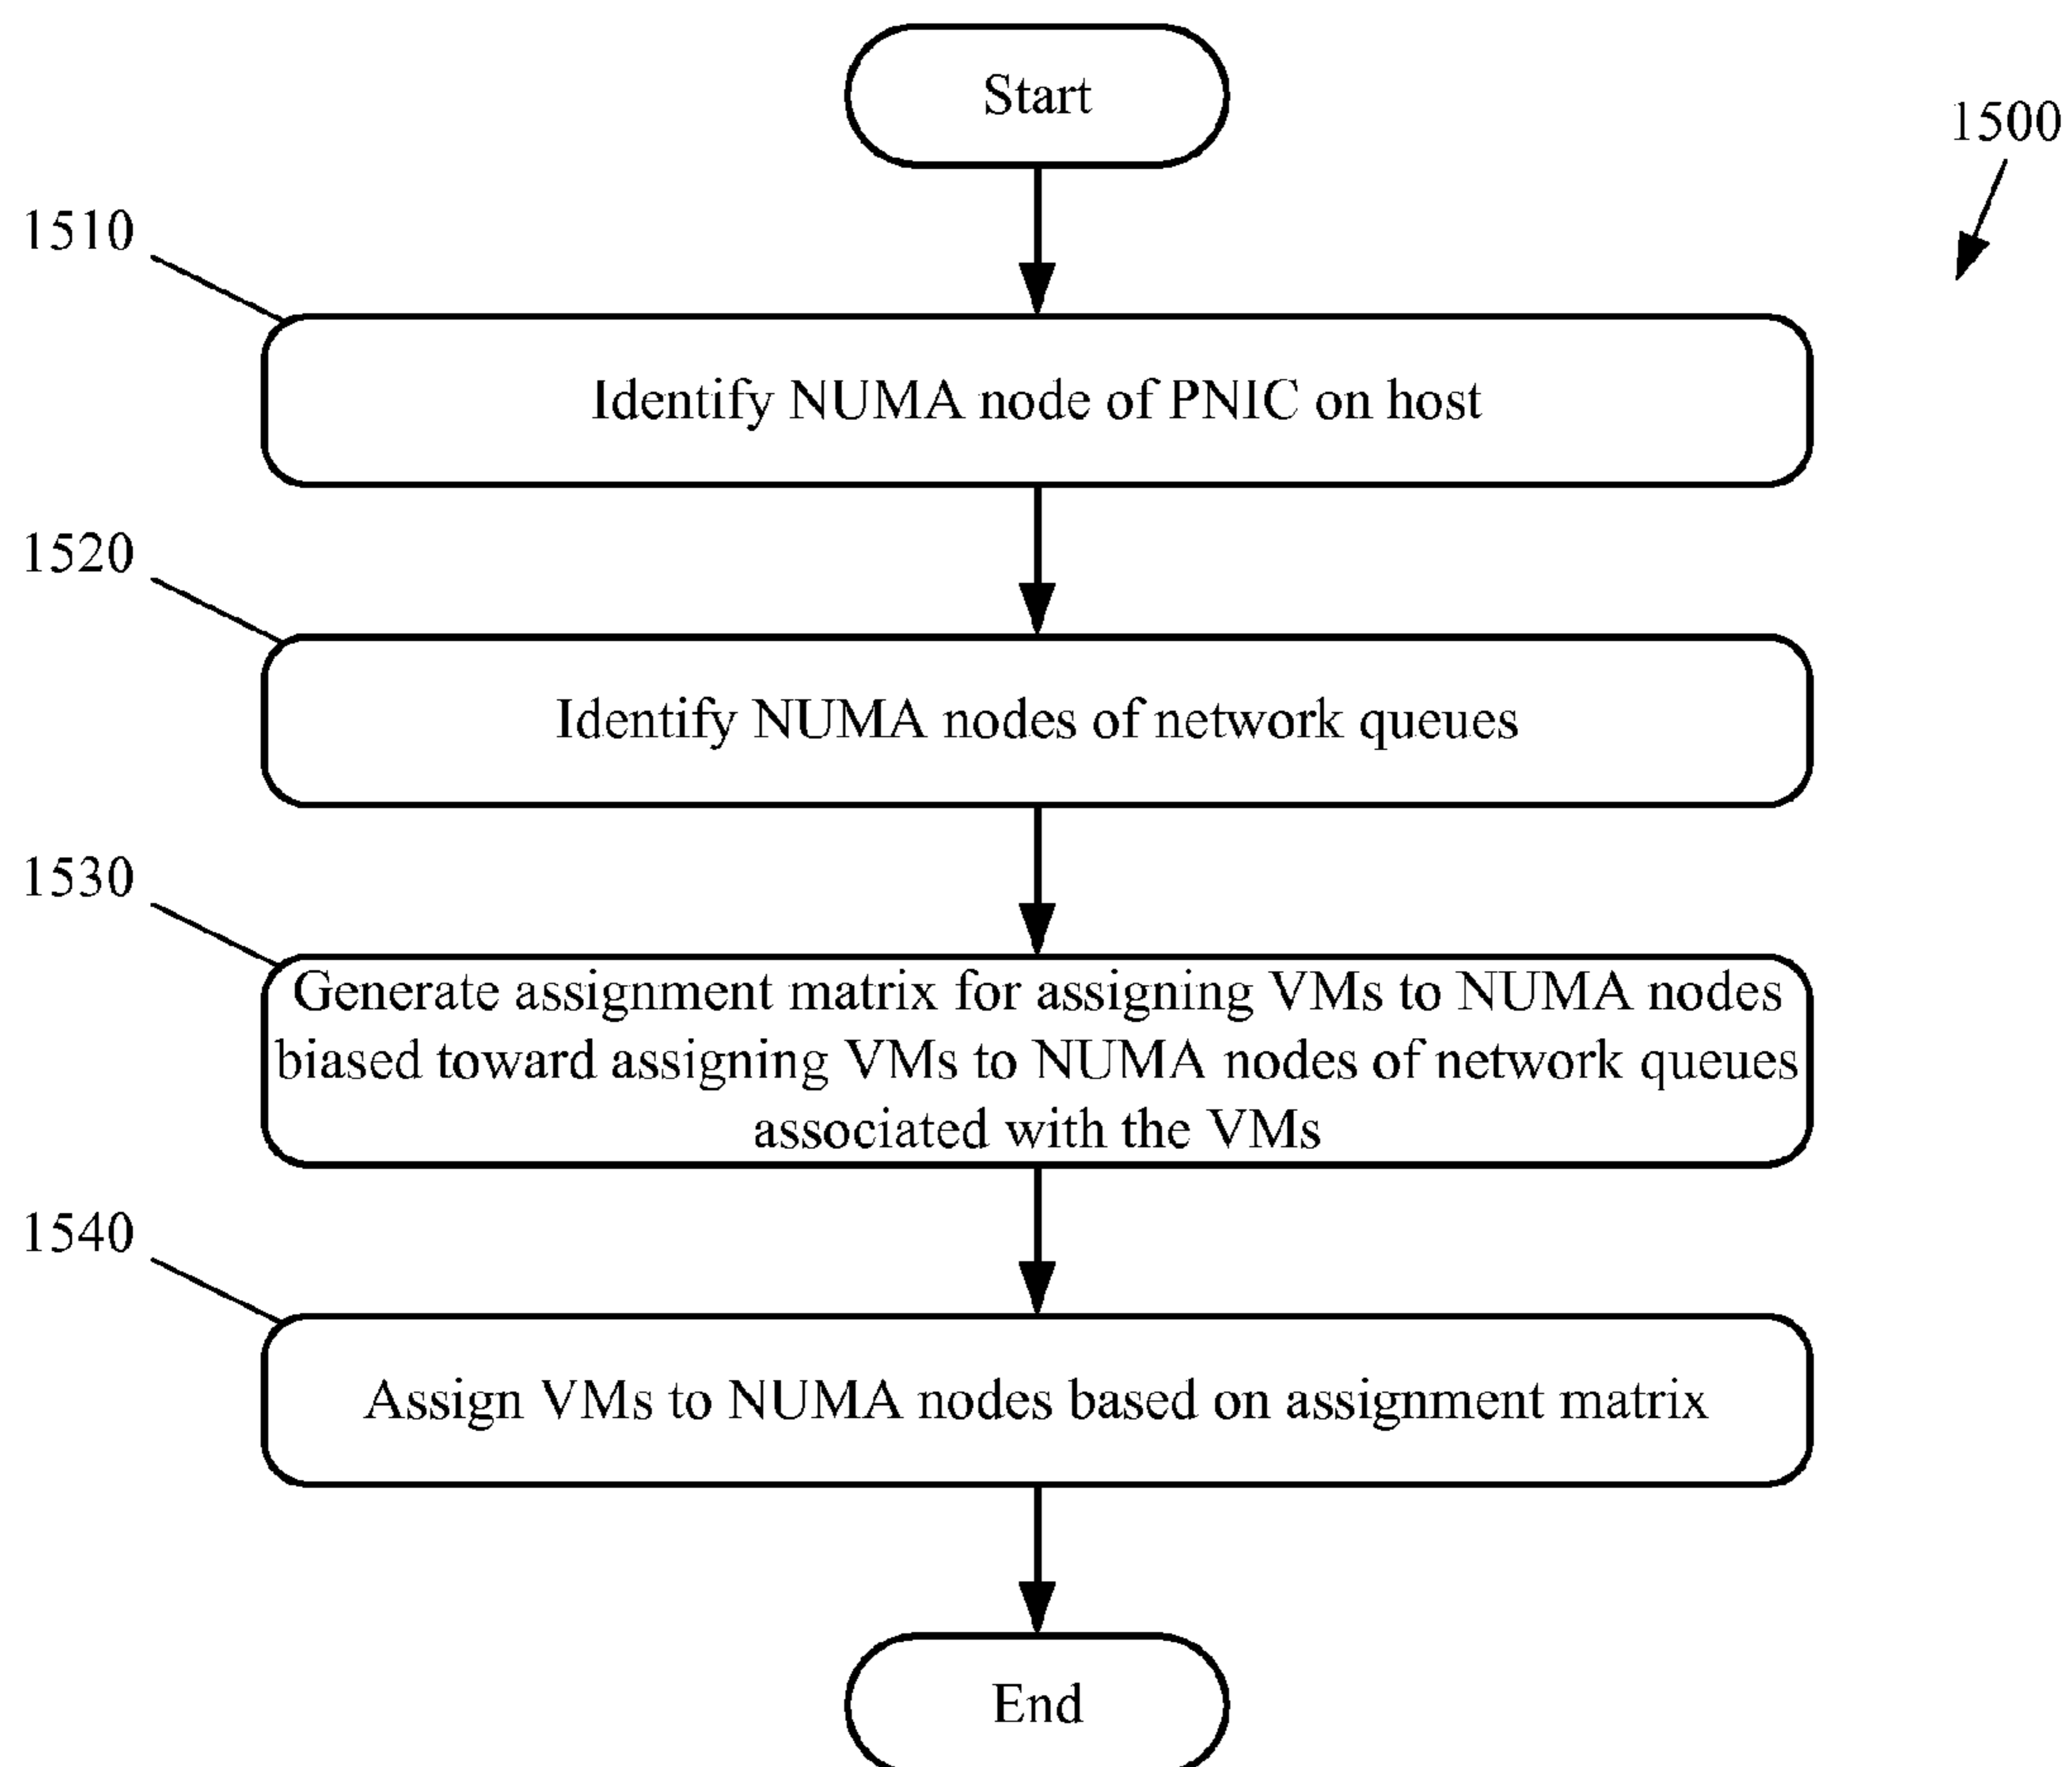 Start
1500
1510
Identify NUMA node of PNIC on host
1520
Identify NUMA nodes of network queues
1530
Generate assignment matrix for assigning VMs to NUMA nodes
biased toward assigning VMs to NUMA nodes of network queues
associated with the VMs
1540
Assign VMs to NUMA nodes based on assignment matrix
End